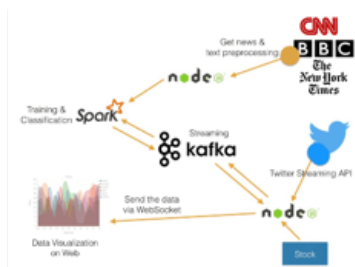 CNN
BBC
The
New York
Times
Get news &
text preprocessing
node
Training &
Classification
Spark
Streaming
kafka
Twitter Streaming API
Send the data
via WebSocket
node
Data Visualization
on Web
Stock